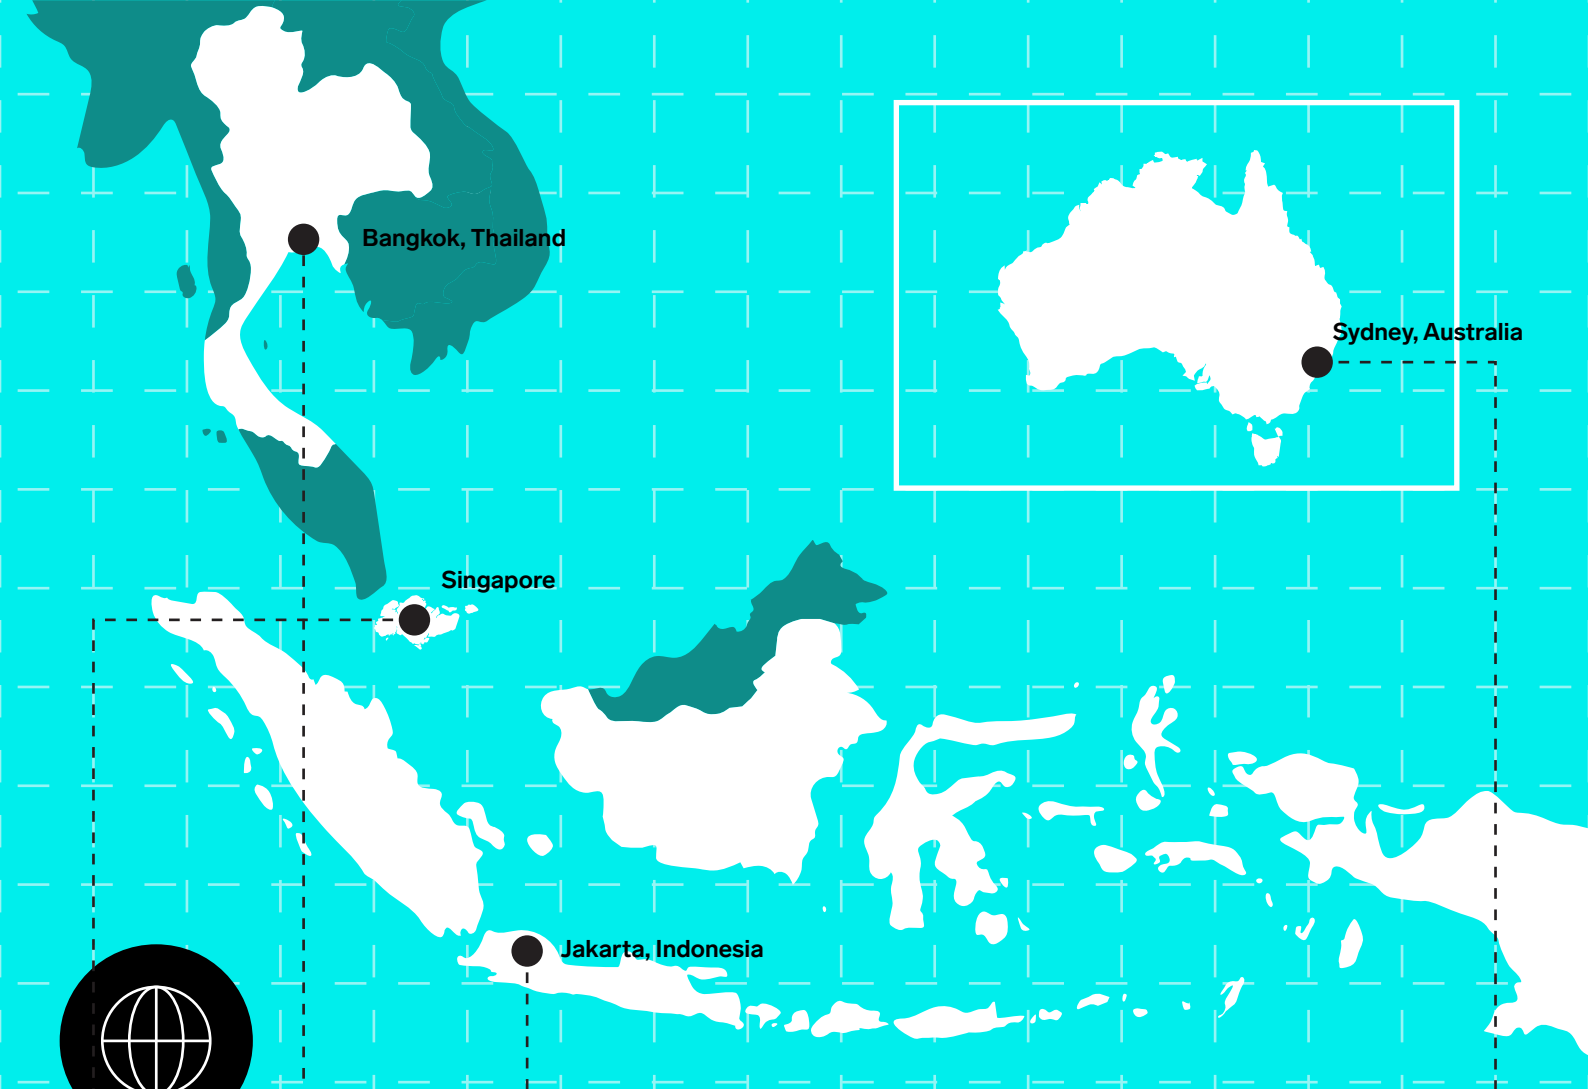 Bangkok, Thailand
Sydney, Australia
Singapore
Jakarta, Indonesia